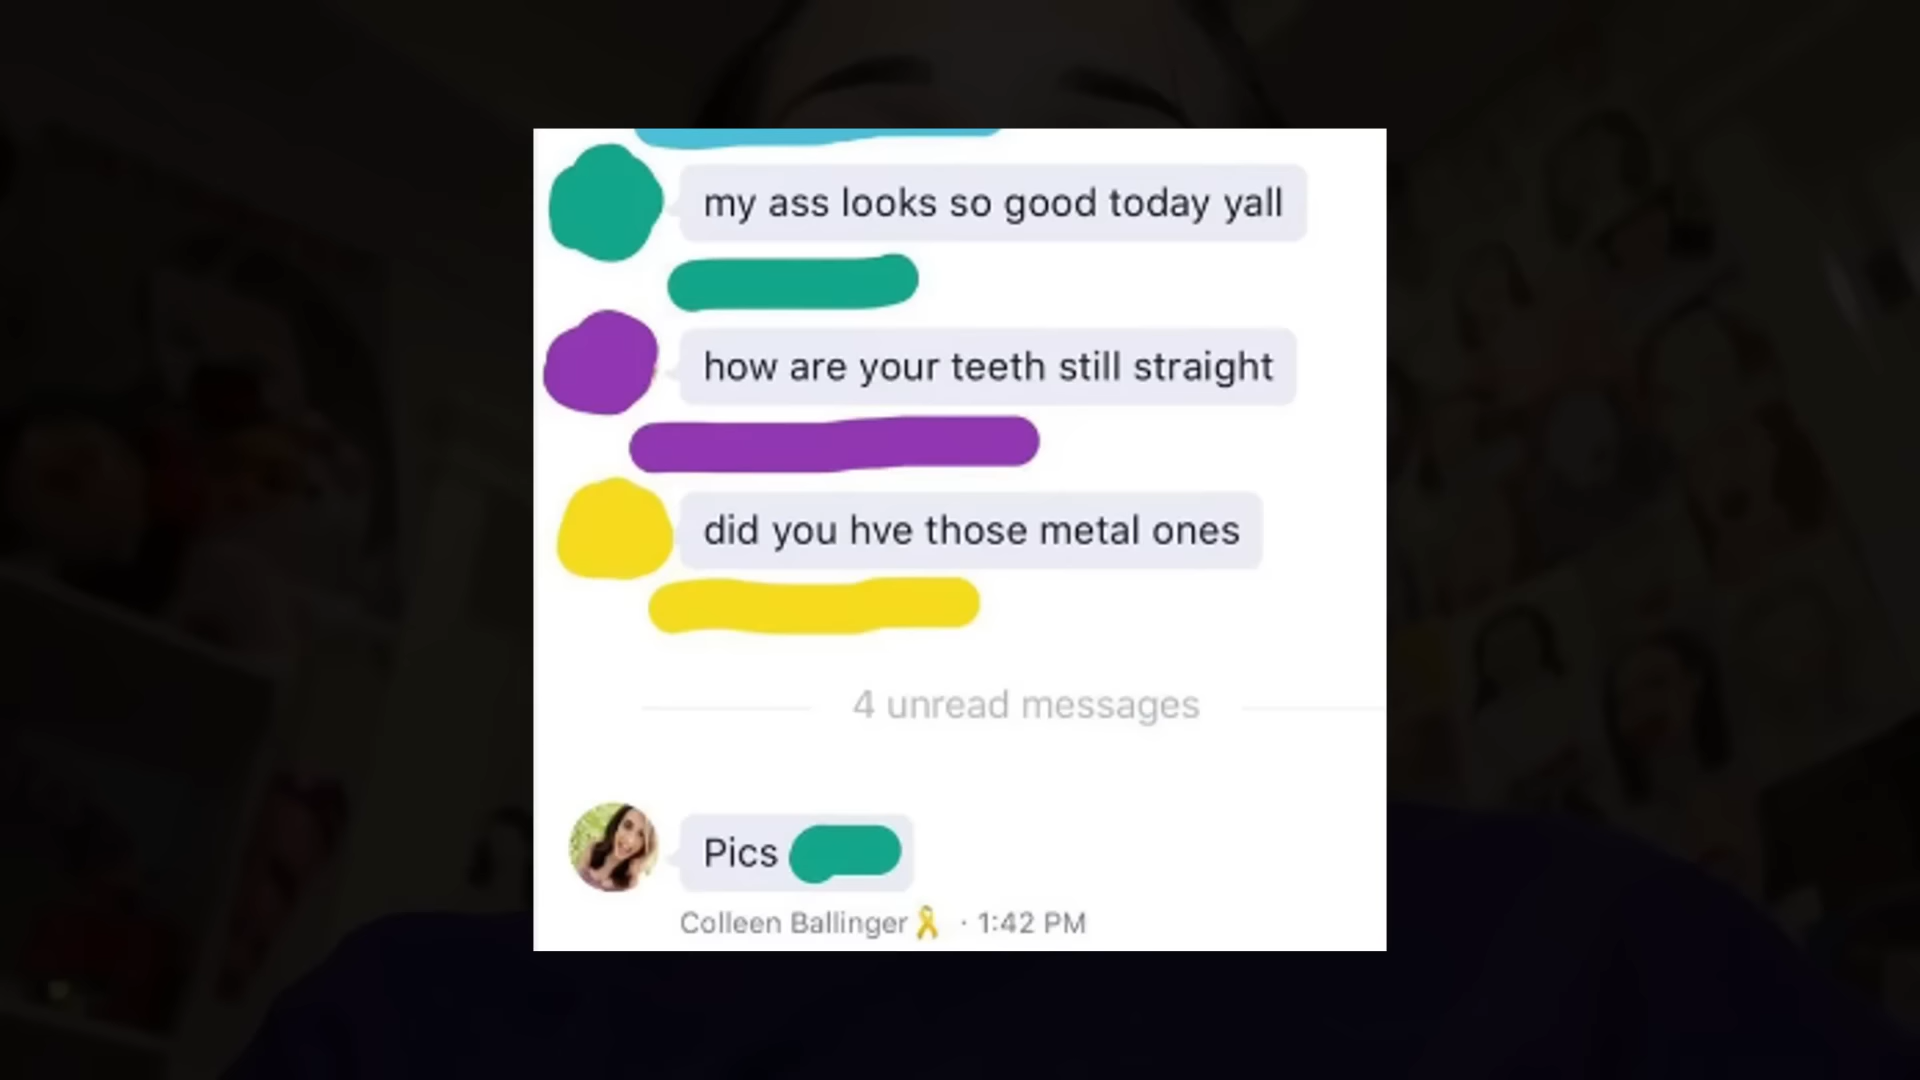 my ass looks so good today yall
how are your teeth still straight
did you hve those metal ones
4 unread messages
Pics
Colleen Ballinger🎗 · 1:42 PM